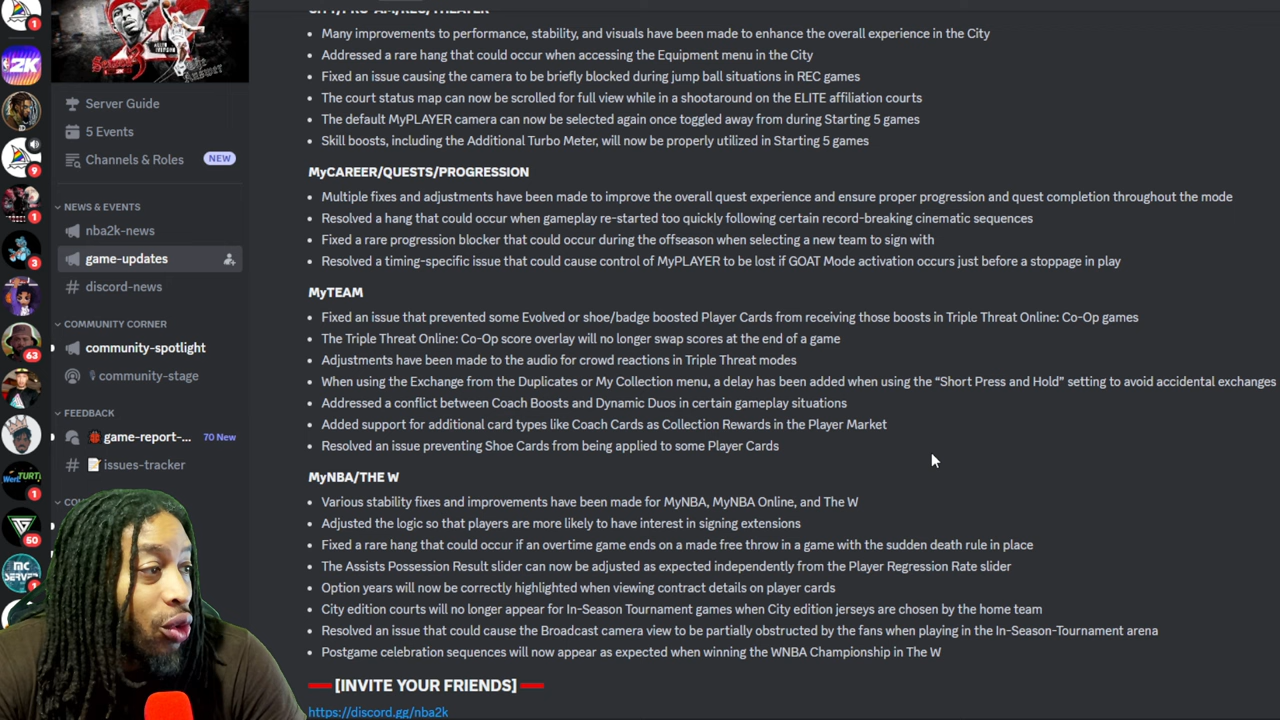 CITY/PRO-AM/REC/THEATER
• Many improvements to performance, stability, and visuals have been made to enhance the overall experience in the City
• Addressed a rare hang that could occur when accessing the Equipment menu in the City
• Fixed an issue causing the camera to be briefly blocked during jump ball situations in REC games
• The court status map can now be scrolled for full view while in a shootaround on the ELITE affiliation courts
• The default MyPLAYER camera can now be selected again once toggled away from during Starting 5 games
• Skill boosts, including the Additional Turbo Meter, will now be properly utilized in Starting 5 games
MyCAREER/QUESTS/PROGRESSION
• Multiple fixes and adjustments have been made to improve the overall quest experience and ensure proper progression and quest completion throughout the mode
• Resolved a hang that could occur when gameplay re-started too quickly following certain record-breaking cinematic sequences
• Fixed a rare progression blocker that could occur during the offseason when selecting a new team to sign with
• Resolved a timing-specific issue that could cause control of MyPLAYER to be lost if GOAT Mode activation occurs just before a stoppage in play
MyTEAM
• Fixed an issue that prevented some Evolved or shoe/badge boosted Player Cards from receiving those boosts in Triple Threat Online: Co-Op games
• The Triple Threat Online: Co-Op score overlay will no longer swap scores at the end of a game
• Adjustments have been made to the audio for crowd reactions in Triple Threat modes
• When using the Exchange from the Duplicates or My Collection menu, a delay has been added when using the “Short Press and Hold” setting to avoid accidental exchanges
• Addressed a conflict between Coach Boosts and Dynamic Duos in certain gameplay situations
• Added support for additional card types like Coach Cards as Collection Rewards in the Player Market
• Resolved an issue preventing Shoe Cards from being applied to some Player Cards
MyNBA/THE W
• Various stability fixes and improvements have been made for MyNBA, MyNBA Online, and The W
• Adjusted the logic so that players are more likely to have interest in signing extensions
• Fixed a rare hang that could occur if an overtime game ends on a made free throw in a game with the sudden death rule in place
• The Assists Possession Result slider can now be adjusted as expected independently from the Player Regression Rate slider
• Option years will now be correctly highlighted when viewing contract details on player cards
• City edition courts will no longer appear for In-Season Tournament games when City edition jerseys are chosen by the home team
• Resolved an issue that could cause the Broadcast camera view to be partially obstructed by the fans when playing in the In-Season-Tournament arena
• Postgame celebration sequences will now appear as expected when winning the WNBA Championship in The W
[INVITE YOUR FRIENDS]
https://discord.gg/nba2k
Server Guide
5 Events
Channels & Roles NEW
NEWS & EVENTS
nba2k-news
game-updates
discord-news
COMMUNITY CORNER
community-spotlight
community-stage
FEEDBACK
game-report-... 70 New
issues-tracker
1
2K
9
1
3
63
1
50
1